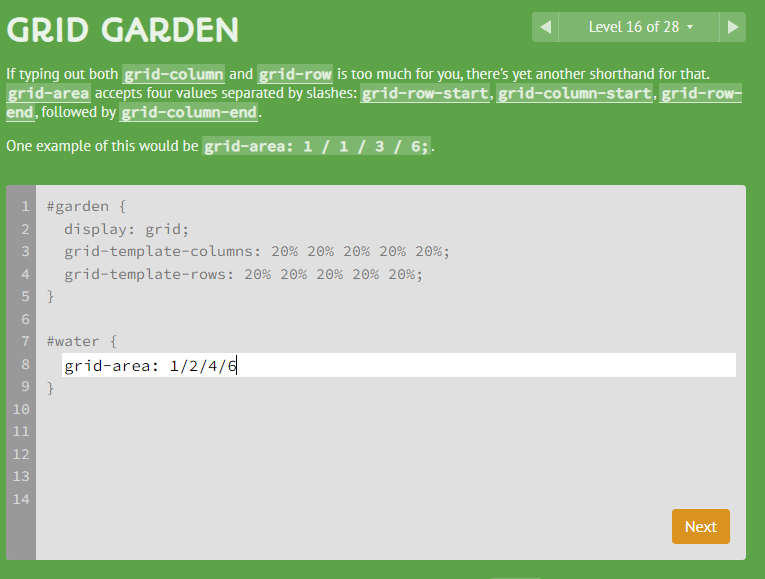 GRID GARDEN
Level 16 of 28
If typing out both grid-column and grid-row is too much for you, there's yet another shorthand for that.
grid-area accepts four values separated by slashes: grid-row-start, grid-column-start, grid-row-
end, followed by grid-column-end.
One example of this would be grid-area: 1 / 1 / 3 / 6;.
1 #garden {
2 display: grid;
3 grid-template-columns: 20% 20% 20% 20% 20%;
4 grid-template-rows: 20% 20% 20% 20% 20%;
5 }
6
7 #water {
8 grid-area: 1/2/4/6
9 }
10
11
12
13
14
Next